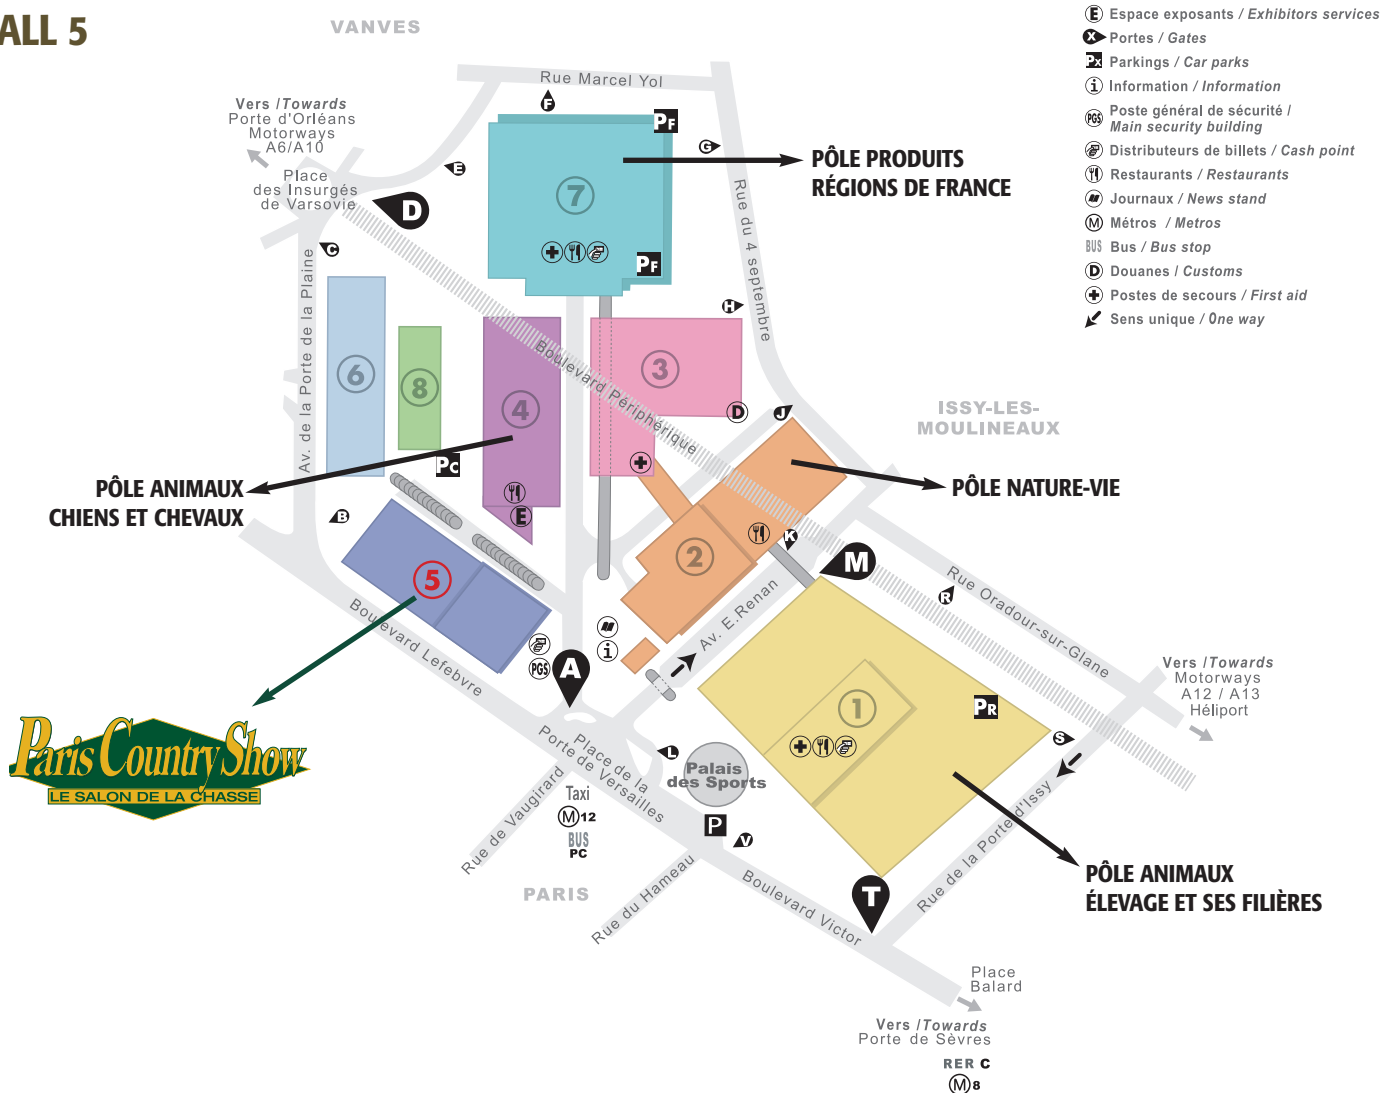 ALL 5
VANVES
E Espace exposants / Exhibitors services
X Portes / Gates
Px Parkings / Car parks
i Information / Information
PGS Poste général de sécurité /
Main security building
Distributeurs de billets / Cash point
Restaurants / Restaurants
Journaux / News stand
M Métros / Metros
BUS Bus / Bus stop
D Douanes / Customs
Postes de secours / First aid
Sens unique / One way
Rue Marcel Yol
Vers / Towards
Porte d'Orléans
Motorways
A6/A10
Place
des Insurgés
de Varsovie
F
PF
G
E
D
C
PÔLE PRODUITS
RÉGIONS DE FRANCE
7
PF
Rue du 4 septembre
Av. de la Porte de la Plaine
H
6
8
4
3
Boulevard Périphérique
D
J
ISSY-LES-
MOULINEAUX
PC
PÔLE ANIMAUX
CHIENS ET CHEVAUX
E
B
PÔLE NATURE-VIE
5
2
K
M
R
Rue Oradour-sur-Glane
Av. E.Renan
Boulevard Lefebvre
i
PGS
A
Vers / Towards
Motorways
A12 / A13
Héliport
1
PR
S
L
Palais
des Sports
Place de la
Porte de Versailles
Paris Country Show
LE SALON DE LA CHASSE
Rue de Vaugirard
Taxi
M 12
BUS
PC
P
V
PARIS
Rue du Hameau
Boulevard Victor
T
Rue de la Porte d'Issy
PÔLE ANIMAUX
ÉLEVAGE ET SES FILIÈRES
Place
Balard
Vers / Towards
Porte de Sèvres
RER C
M 8